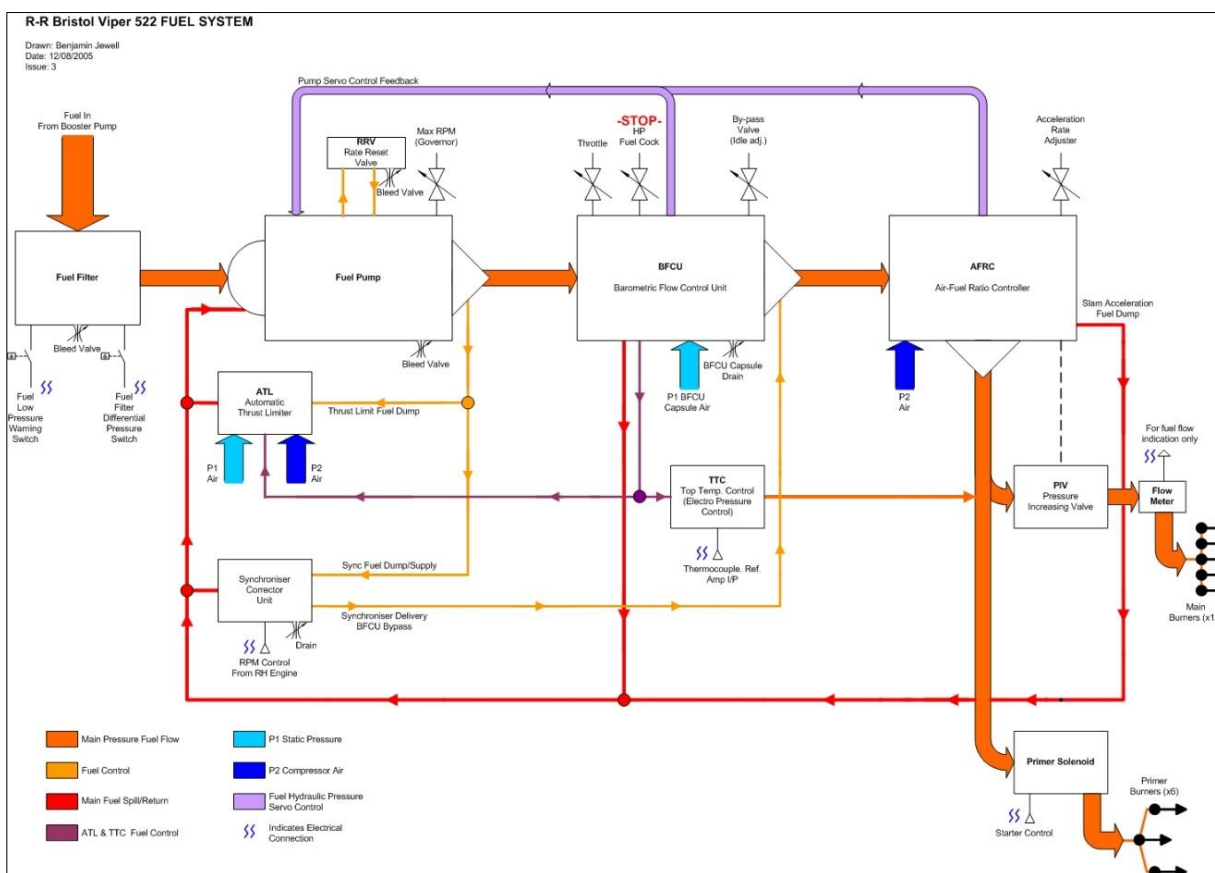 R-R Bristol Viper 522 FUEL SYSTEM
Drawn: Benjamin Jewell
Date: 12/08/2005
Issue: 3
Pump Servo Control Feedback
Fuel In
From Booster Pump
RRV
Rate Reset
Valve
Bleed Valve
Max RPM
(Governor)
Throttle
-STOP-
HP
Fuel Cock
By-pass
Valve
(Idle adj.)
Acceleration
Rate
Adjuster
Fuel Filter
Fuel Pump
BFCU
Barometric Flow Control Unit
AFRC
Air-Fuel Ratio Controller
Slam Acceleration
Fuel Dump
Bleed Valve
Bleed Valve
BFCU Capsule
Drain
P1 BFCU
Capsule Air
P2
Air
Fuel
Low
Pressure
Warning
Switch
Fuel
Filter
Differential
Pressure
Switch
ATL
Automatic
Thrust Limiter
Thrust Limit Fuel Dump
P1
Air
P2
Air
For fuel flow
indication only
TTC
Top Temp. Control
(Electro Pressure
Control)
PIV
Pressure
Increasing Valve
Flow
Meter
Thermocouple. Ref.
Amp I/P
Sync Fuel Dump/Supply
Synchroniser
Corrector
Unit
Synchroniser Delivery
BFCU Bypass
Drain
RPM Control
From RH Engine
Main
Burners (x1
Main Pressure Fuel Flow
Fuel Control
Main Fuel Spill/Return
ATL & TTC Fuel Control
P1 Static Pressure
P2 Compressor Air
Fuel Hydraulic Pressure
Servo Control
Indicates Electrical
Connection
Primer Solenoid
Starter Control
Primer
Burners (x6)